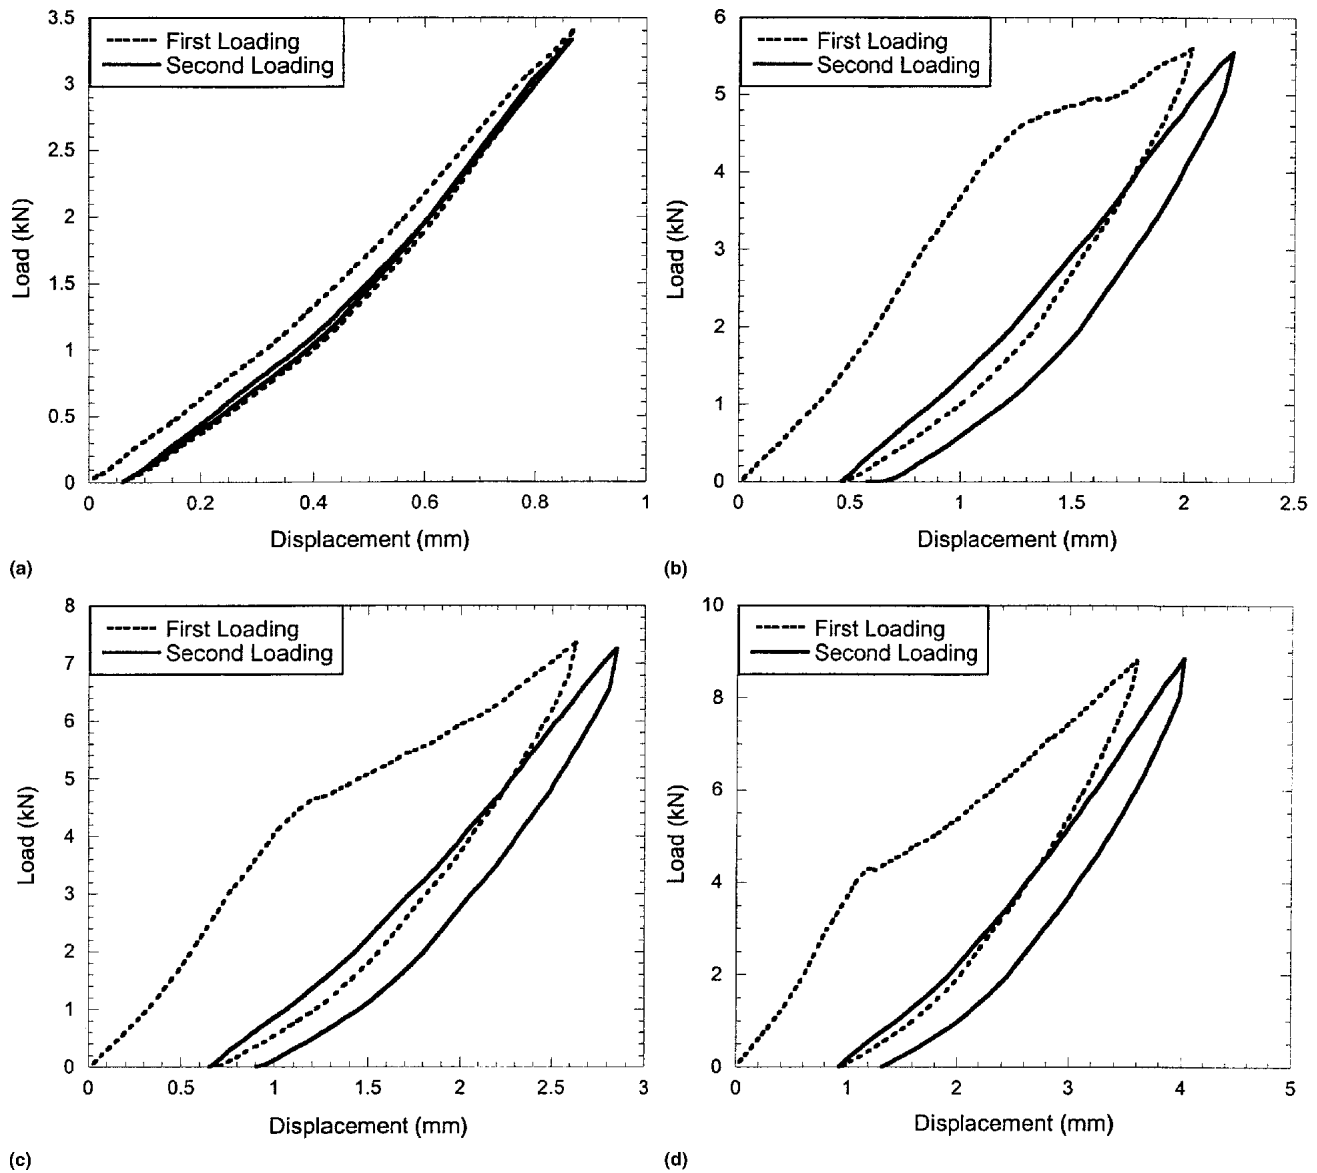 3.5
3
2.5
2
1.5
1
0.5
0
First Loading
Second Loading
Load (kN)
0 0.2 0.4 0.6 0.8 1
Displacement (mm)
(a)
6
5
4
3
2
1
0
First Loading
Second Loading
Load (kN)
0 0.5 1 1.5 2 2.5
Displacement (mm)
(b)
8
7
6
5
4
3
2
1
0
First Loading
Second Loading
Load (kN)
0 0.5 1 1.5 2 2.5 3
Displacement (mm)
(c)
10
8
6
4
2
0
First Loading
Second Loading
Load (kN)
0 1 2 3 4 5
Displacement (mm)
(d)